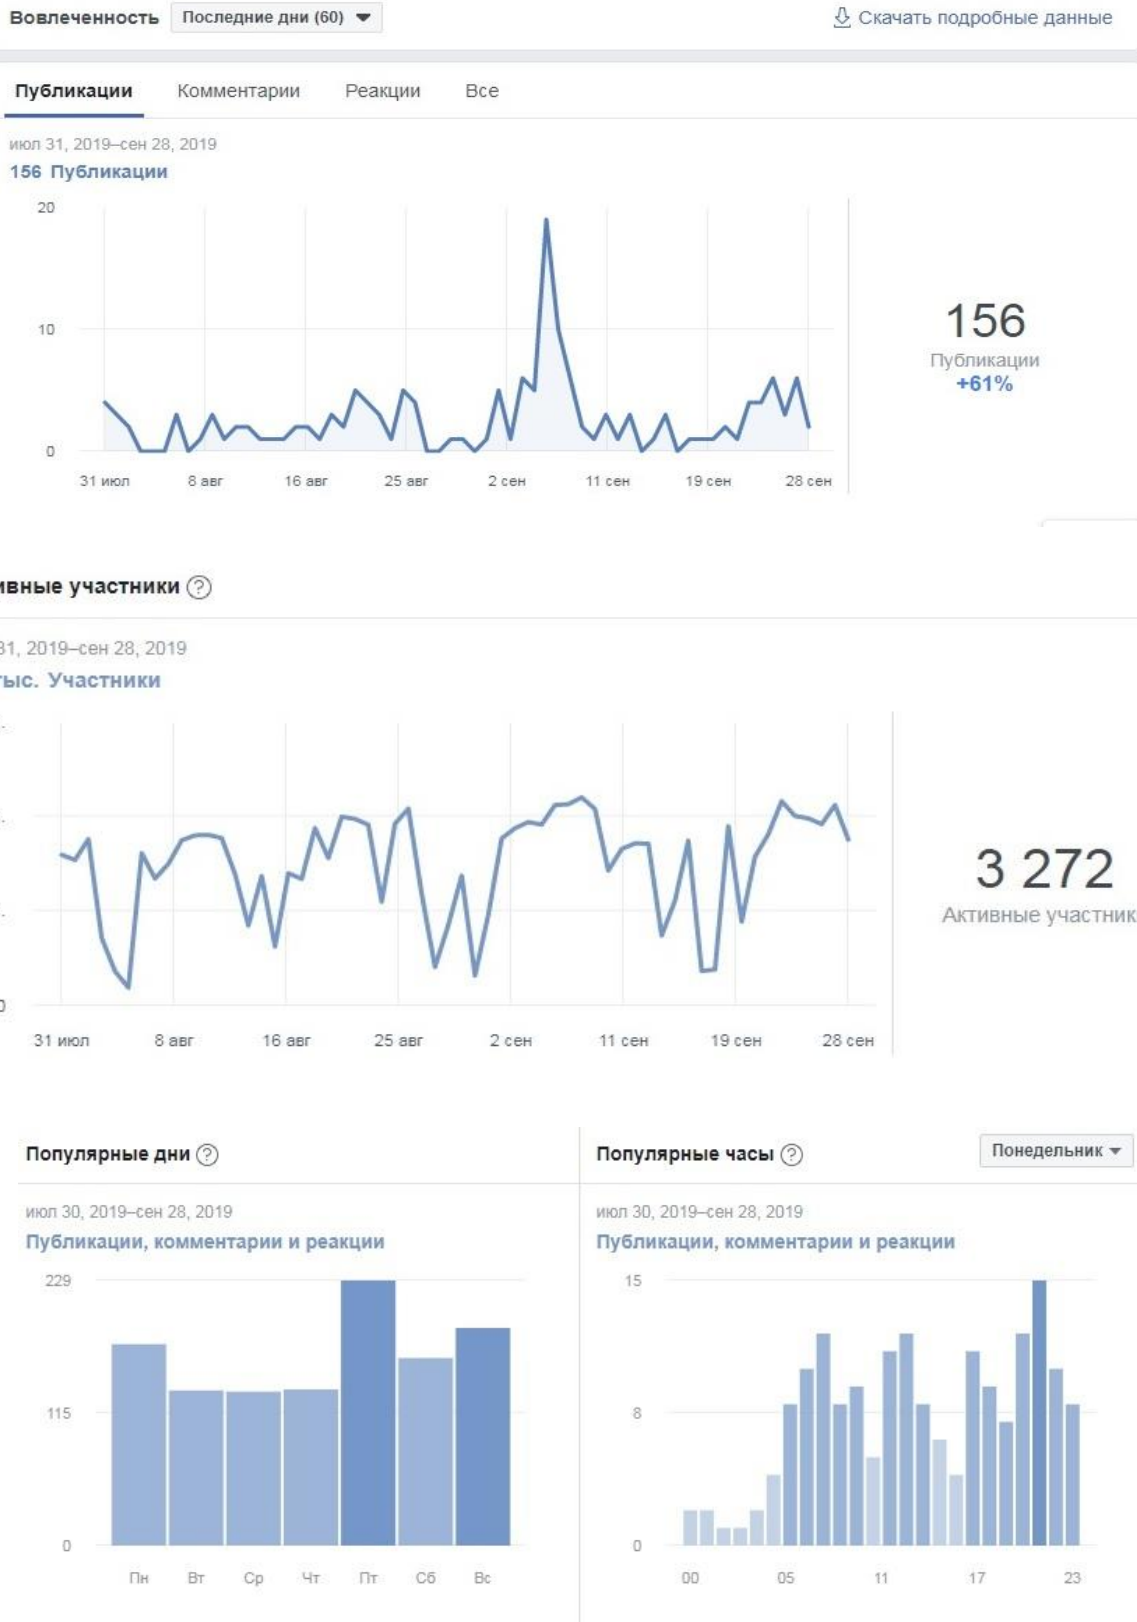 Вовлеченность Последние дни (60) Скачать подробные данные
Публикации Комментарии Реакции Все
июл 31, 2019–сен 28, 2019
156 Публикации
20
10
0
31 июл 8 авг 16 авг 25 авг 2 сен 11 сен 19 сен 28 сен
156
Публикации
+61%
ивные участники ?
31, 2019–сен 28, 2019
тыс. Участники
0
31 июл 8 авг 16 авг 25 авг 2 сен 11 сен 19 сен 28 сен
3 272
Активные участник
Популярные дни ?
июл 30, 2019–сен 28, 2019
Публикации, комментарии и реакции
229
115
0
Пн Вт Ср Чт Пт Сб Вс
Популярные часы ? Понедельник
июл 30, 2019–сен 28, 2019
Публикации, комментарии и реакции
15
8
0
00 05 11 17 23